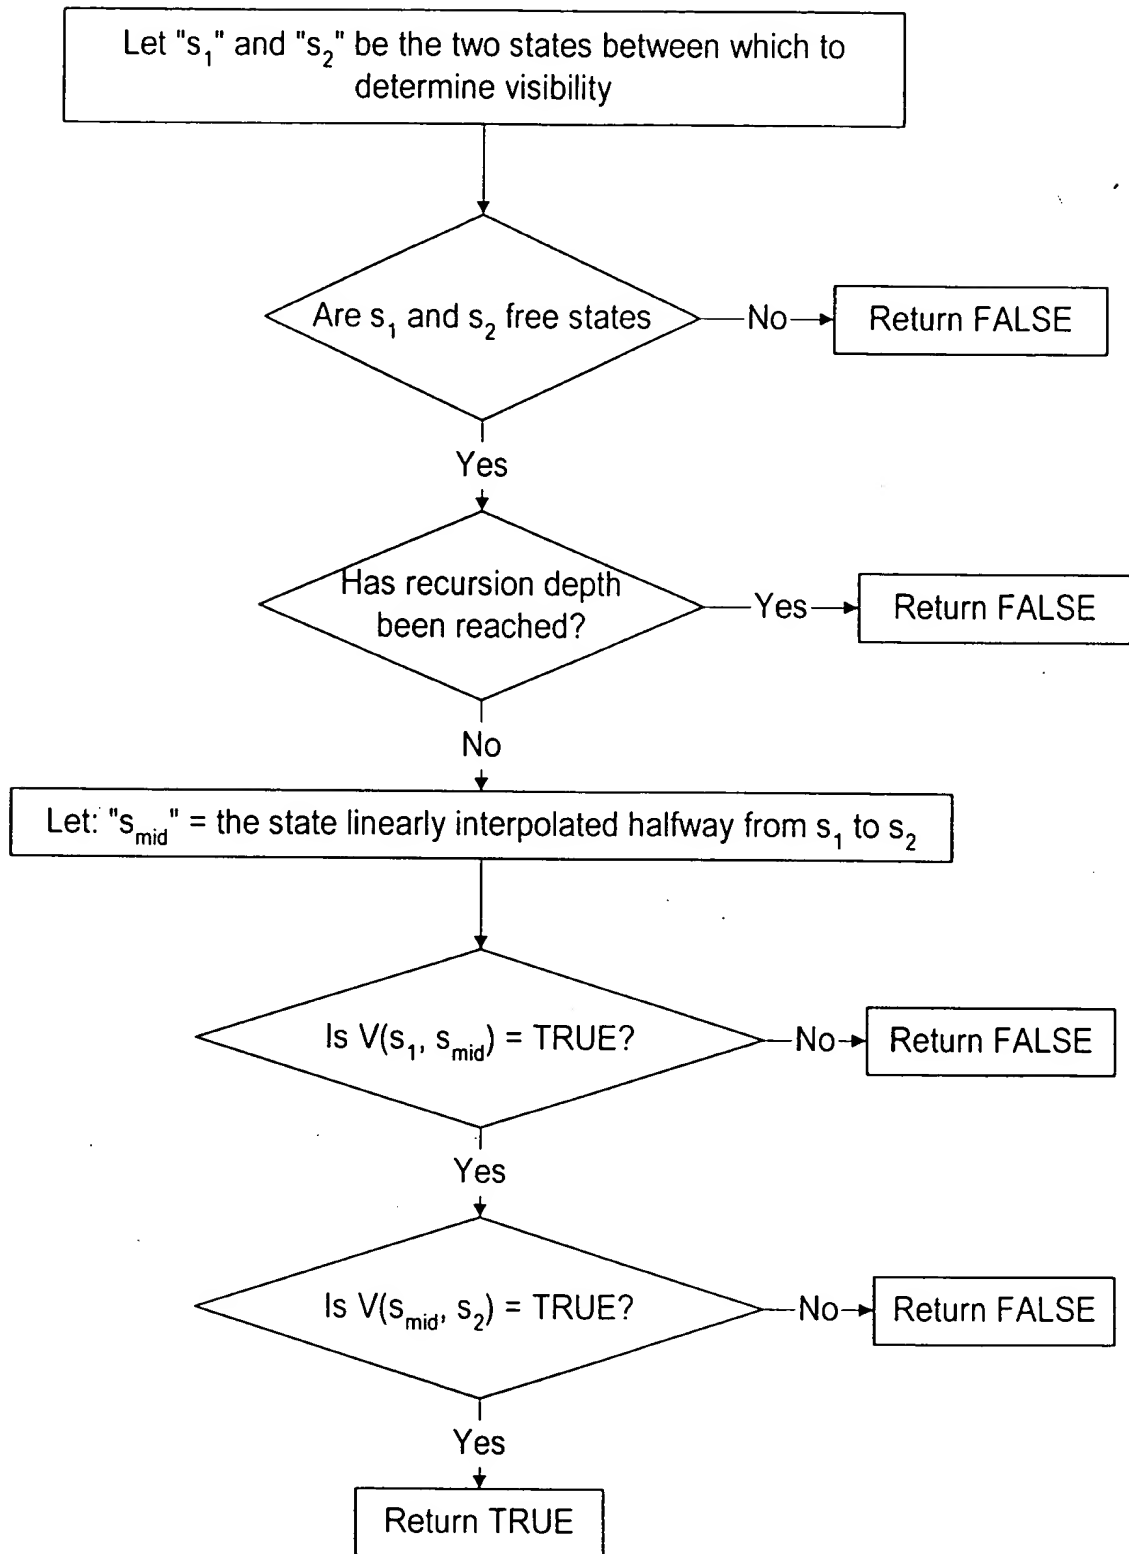 Let "s₁" and "s₂" be the two states between which to
determine visibility
Are s₁ and s₂ free states
No
Return FALSE
Yes
Has recursion depth
been reached?
Yes
Return FALSE
No
Let: "s_mid" = the state linearly interpolated halfway from s₁ to s₂
Is V(s₁, s_mid) = TRUE?
No
Return FALSE
Yes
Is V(s_mid, s₂) = TRUE?
No
Return FALSE
Yes
Return TRUE